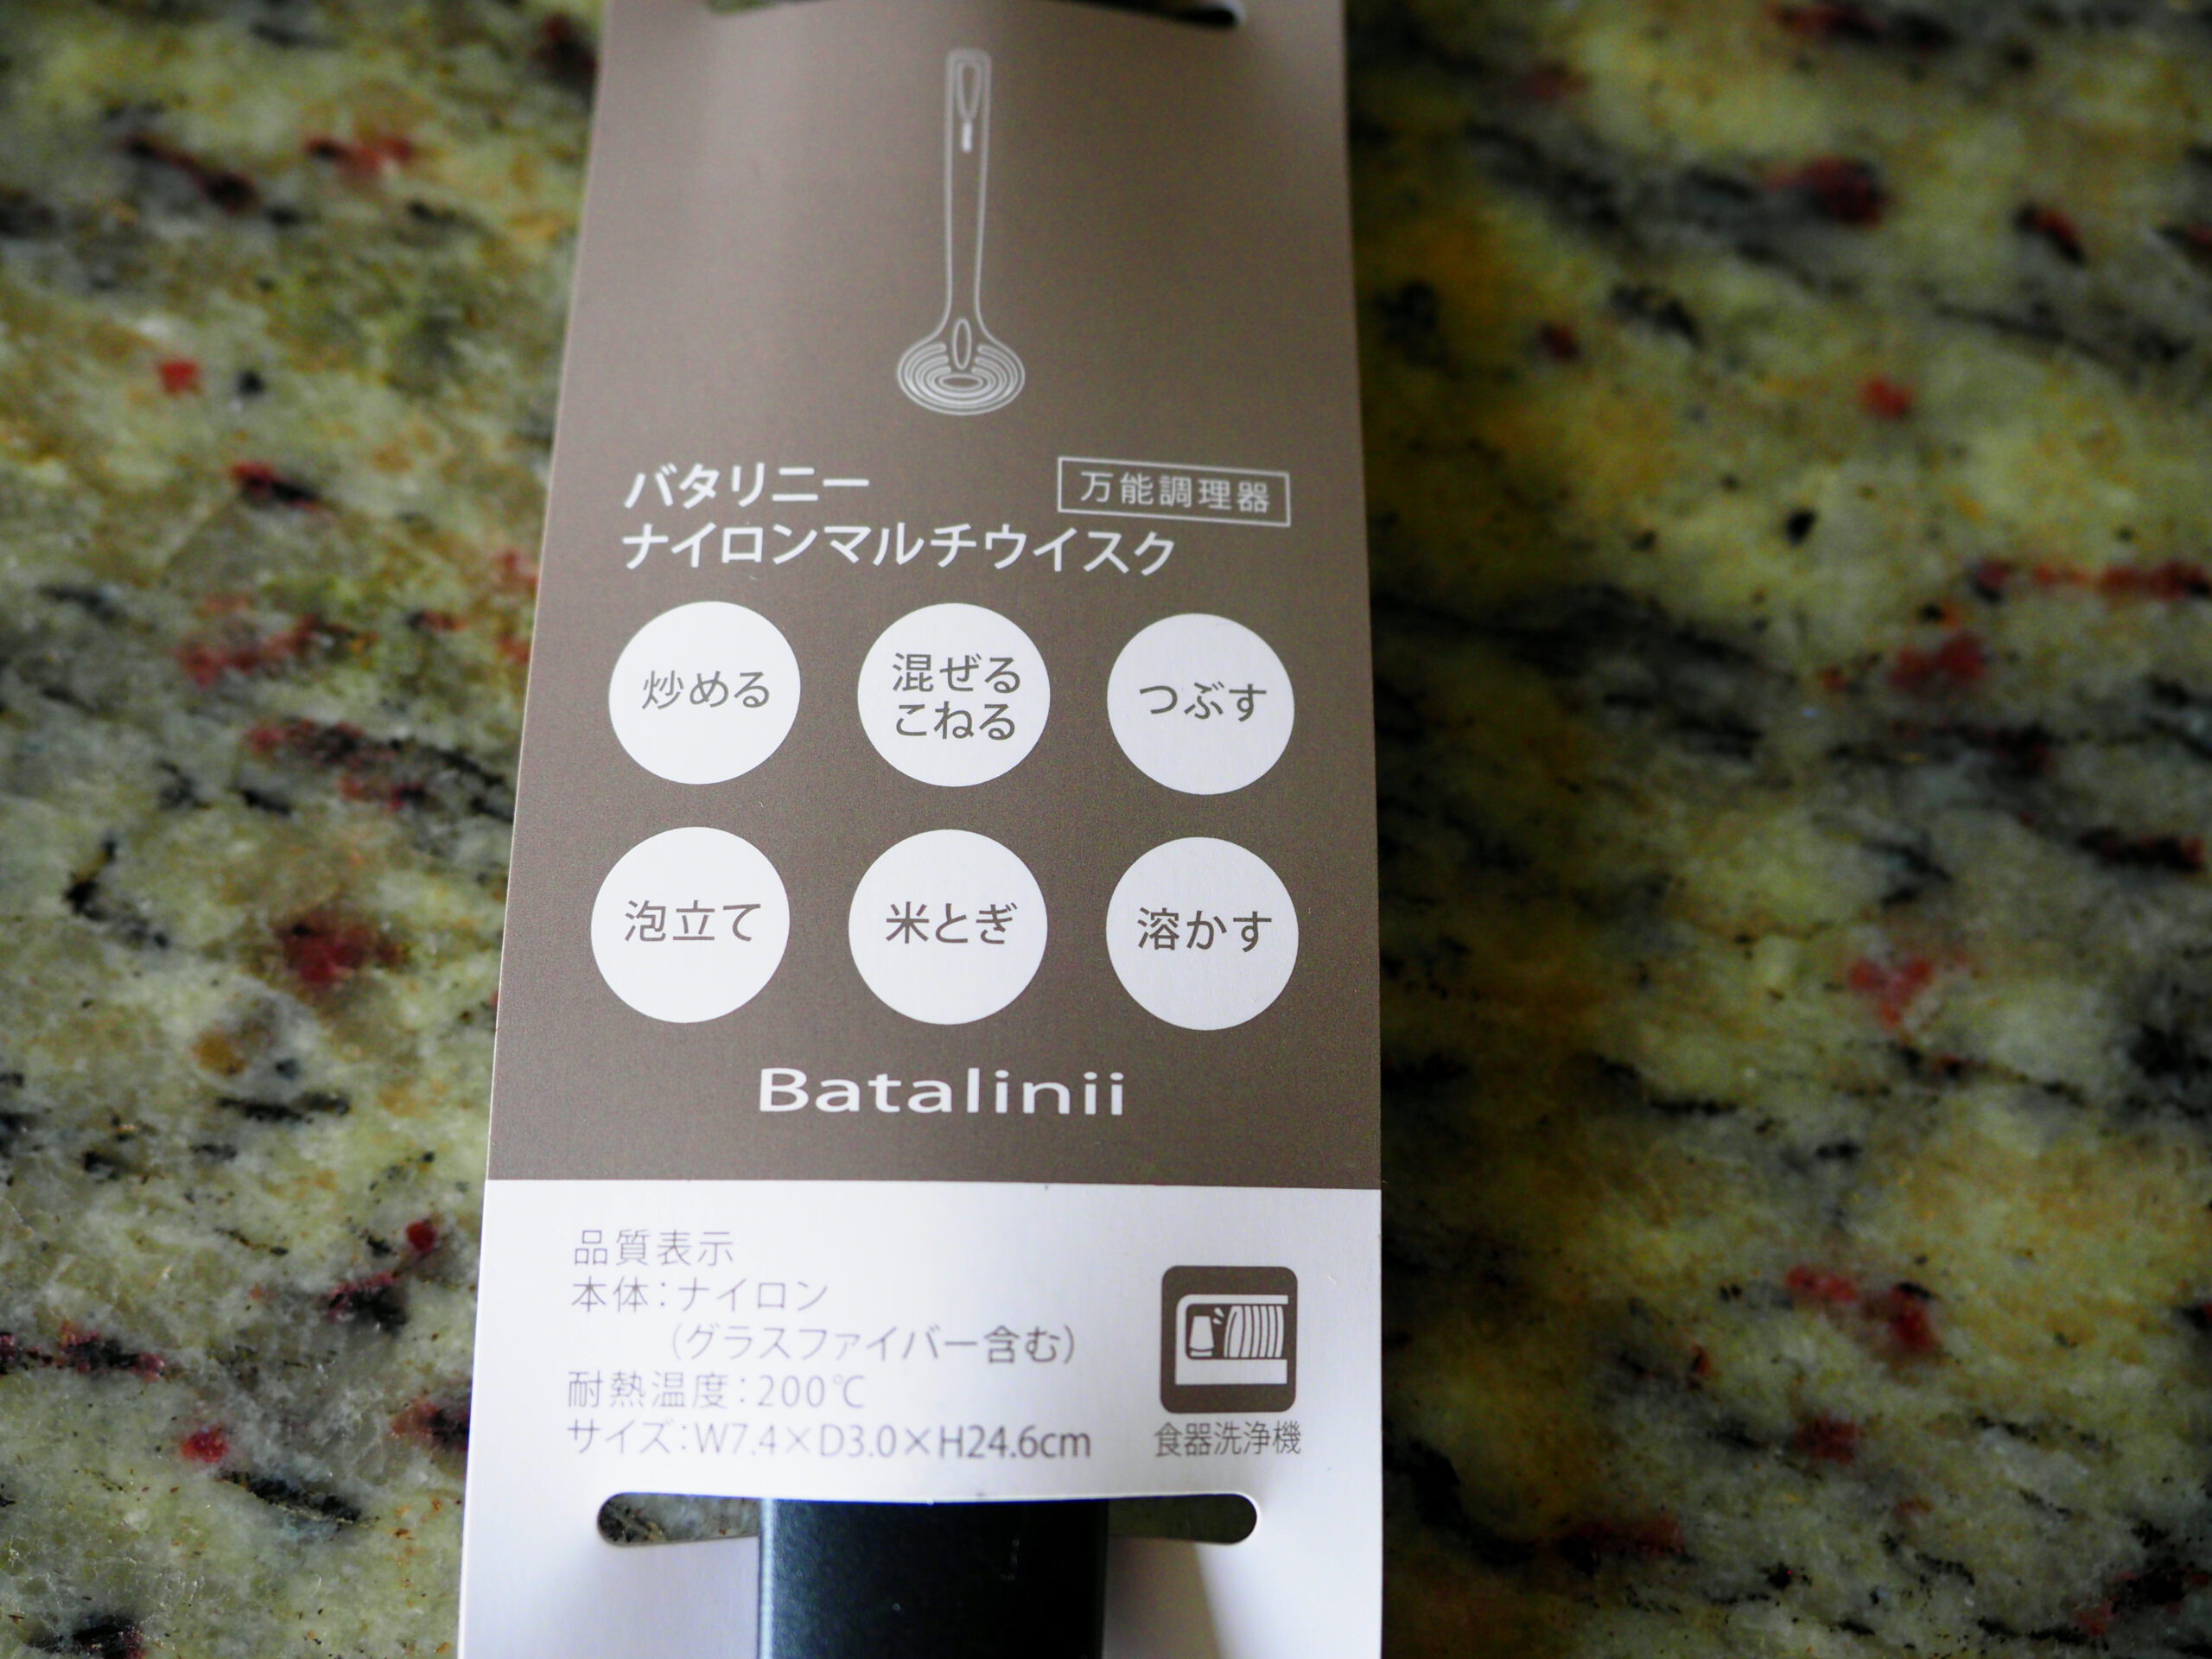 バタリニー
万能調理器
ナイロンマルチウイスク
炒める
混ぜる
こねる
つぶす
泡立て
米とぎ
溶かす
Batalinii
品質表示
本体：ナイロン
（グラスファイバー含む）
耐熱温度：200℃
サイズ：W7.4×D3.0×H24.6cm
食器洗浄機